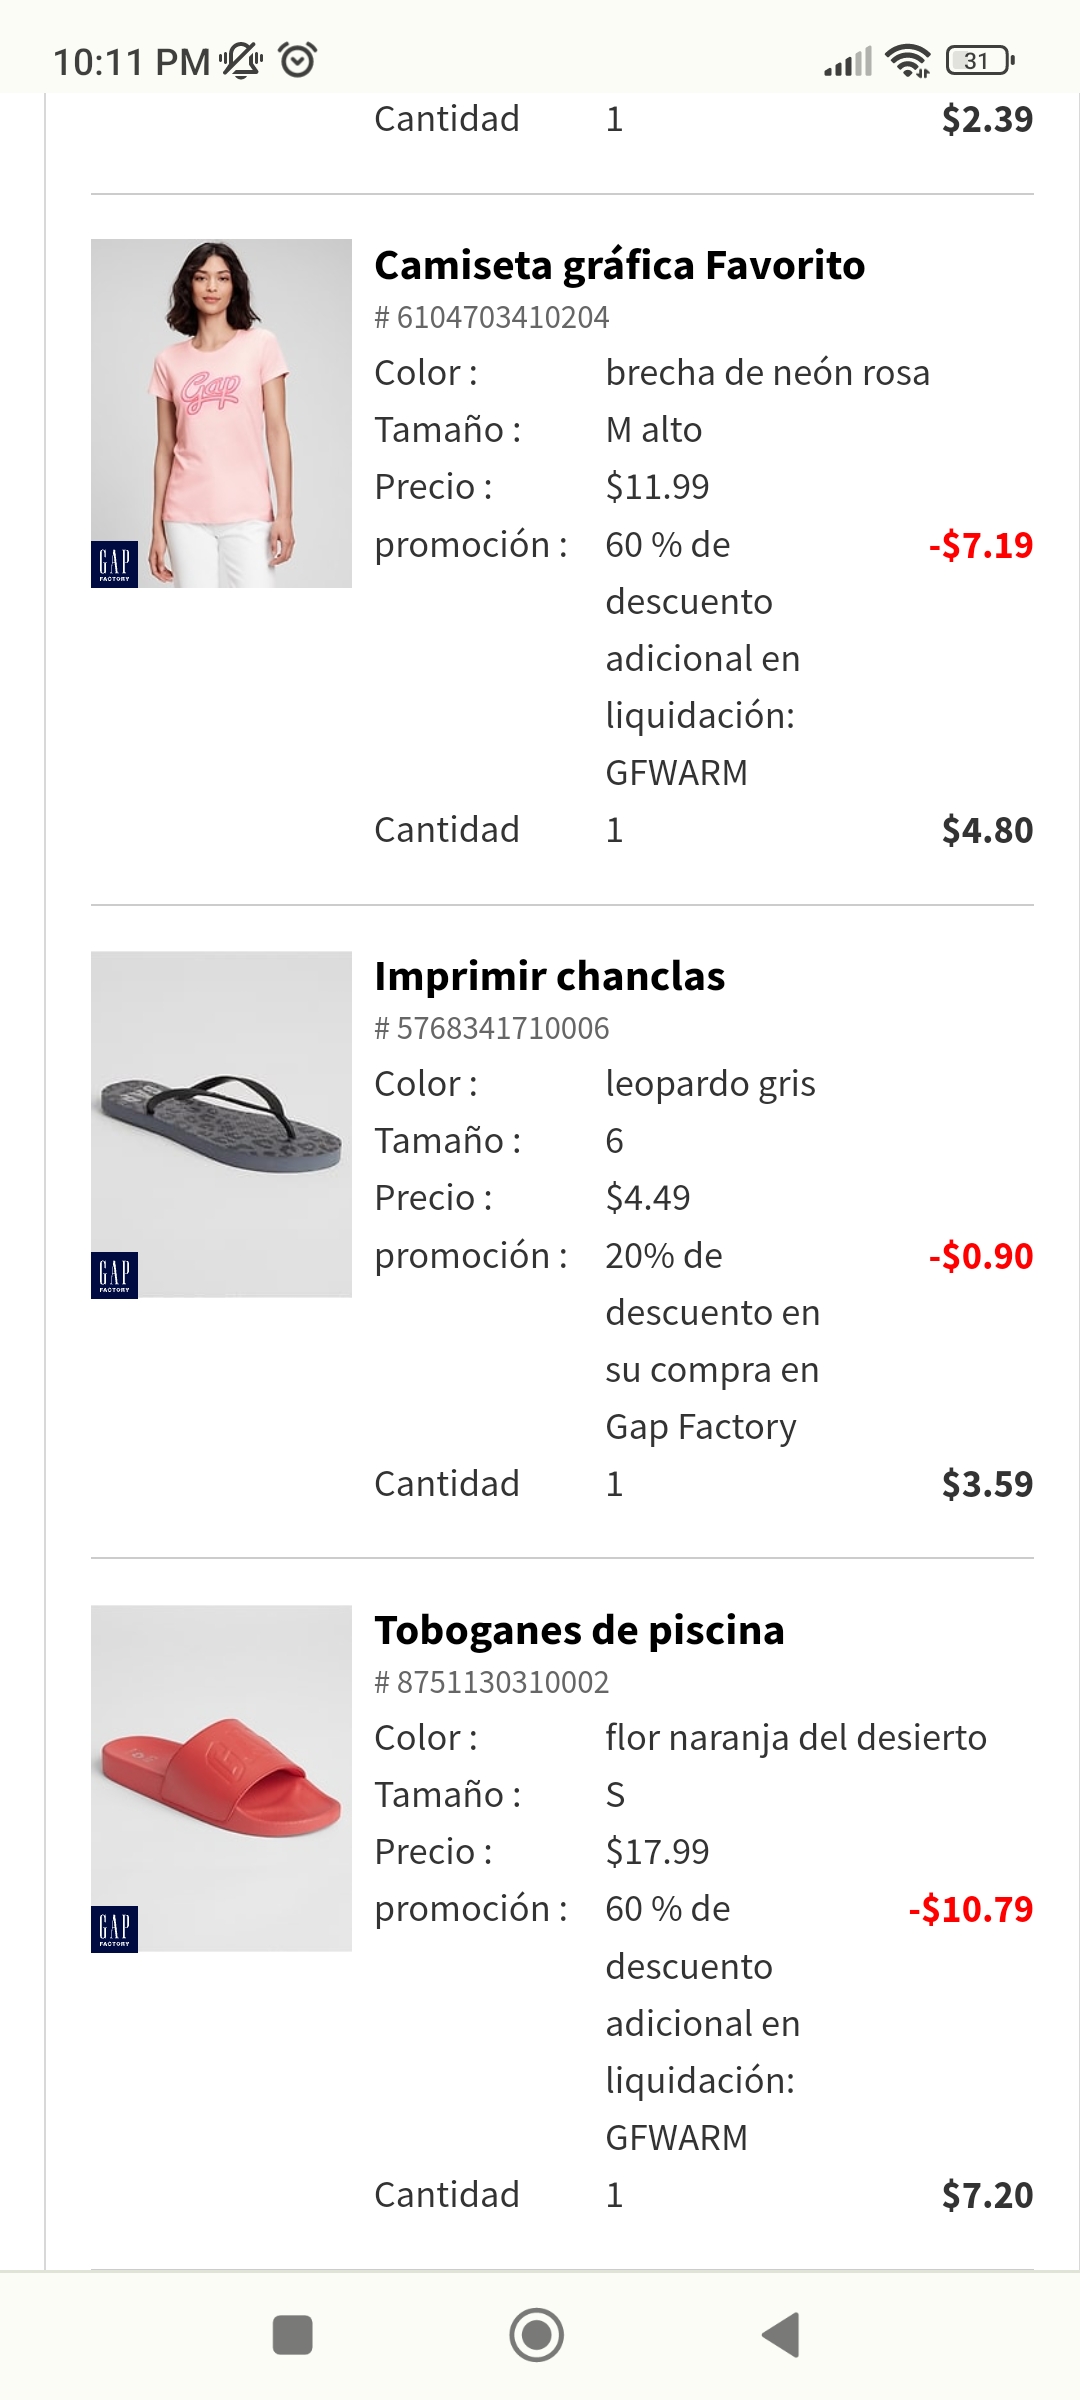 10:11 PM
31
Cantidad 1 $2.39
Camiseta gráfica Favorito
# 6104703410204
Color : brecha de neón rosa
Tamaño : M alto
Precio : $11.99
promoción : 60 % de -$7.19
descuento
adicional en
liquidación:
GFWARM
Cantidad 1 $4.80
Gap
GAP
FACTORY
Imprimir chanclas
# 5768341710006
Color : leopardo gris
Tamaño : 6
Precio : $4.49
promoción : 20% de -$0.90
descuento en
su compra en
Gap Factory
Cantidad 1 $3.59
GAP
FACTORY
Toboganes de piscina
# 8751130310002
Color : flor naranja del desierto
Tamaño : S
Precio : $17.99
promoción : 60 % de -$10.79
descuento
adicional en
liquidación:
GFWARM
Cantidad 1 $7.20
GAP
FACTORY